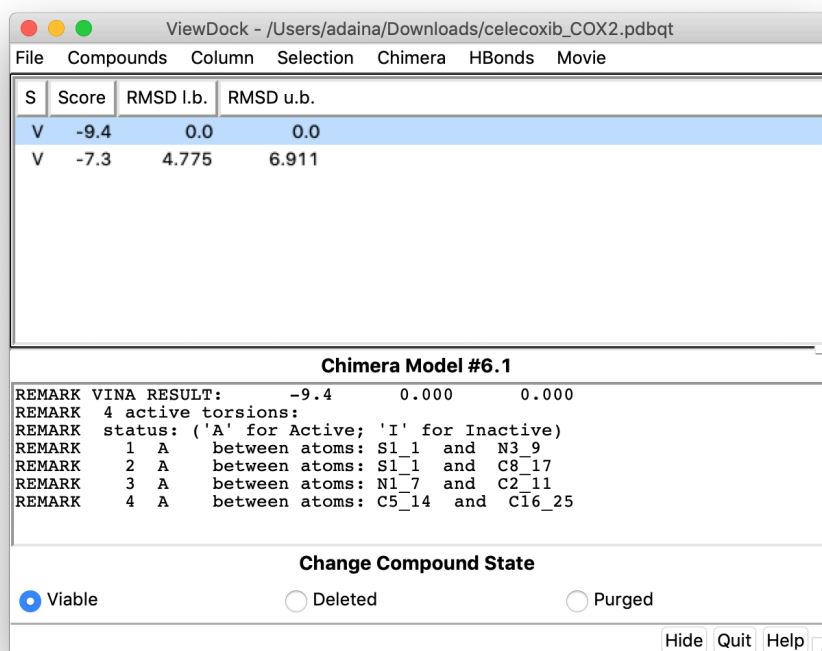 ViewDock - /Users/adaina/Downloads/celecoxib_COX2.pdbqt
File Compounds Column Selection Chimera HBonds Movie
S Score RMSD l.b. RMSD u.b.
V -9.4 0.0 0.0
V -7.3 4.775 6.911
Chimera Model #6.1
REMARK VINA RESULT: -9.4 0.000 0.000
REMARK 4 active torsions:
REMARK status: ('A' for Active; 'I' for Inactive)
REMARK 1 A between atoms: S1_1 and N3_9
REMARK 2 A between atoms: S1_1 and C8_17
REMARK 3 A between atoms: N1_7 and C2_11
REMARK 4 A between atoms: C5_14 and C16_25
Change Compound State
Viable Deleted Purged
Hide Quit Help